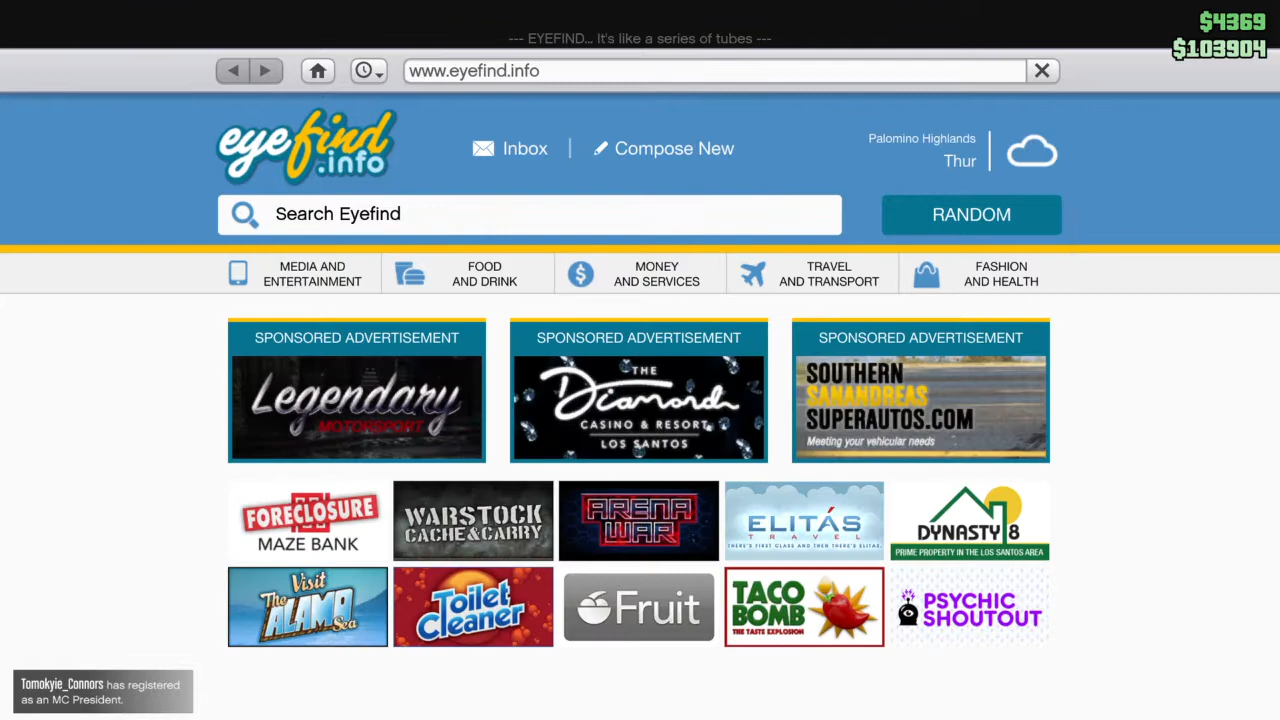 $4369
--- EYEFIND... It's like a series of tubes ---
$103904
www.eyefind.info
eyefind
.info
Inbox
Compose New
Palomino Highlands
Thur
Search Eyefind
RANDOM
MEDIA AND
ENTERTAINMENT
FOOD
AND DRINK
MONEY
AND SERVICES
TRAVEL
AND TRANSPORT
FASHION
AND HEALTH
SPONSORED ADVERTISEMENT
Legendary
MOTORSPORT
SPONSORED ADVERTISEMENT
THE
Diamond
CASINO & RESORT
LOS SANTOS
SPONSORED ADVERTISEMENT
SOUTHERN
SANANDREAS
SUPERAUTOS.COM
Meeting your vehicular needs
FORECLOSURE
MAZE BANK
WARSTOCK
CACHE&CARRY
ARENA
WAR
ELITÁS
TRAVEL
THERE'S FIRST CLASS AND THEN THERE'S ELITAS.
DYNASTY 8
PRIME PROPERTY IN THE LOS SANTOS AREA
Visit
The ALAMO
Sea
Toilet
Cleaner
Fruit
TACO
BOMB
THE TASTE EXPLOSION
PSYCHIC
SHOUTOUT
Tomokyie_Connors has registered
as an MC President.